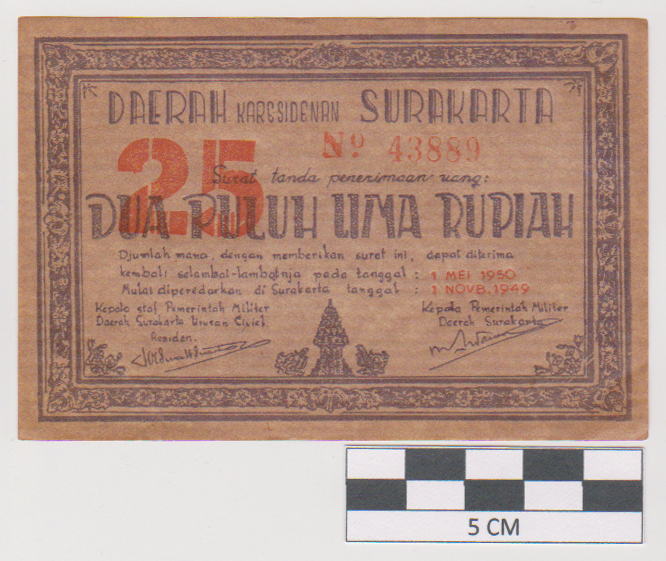 DAERAH KARESIDENAN SURAKARTA
25
No 43889
Surat tanda penerimaan uang:
DUA PULUH LIMA RUPIAH
Djumlah mana, dengan memberikan surat ini, dapat diterima
kembali selambat-lambatnja pada tanggal : 1 MEI 1950
Mulai diperedarkan di Surakarta tanggal : 1 NOVB. 1949
Kepala staf Pemerintah Militer
Daerah Surakarta Urusan Civiel
Residen.
Kepala Pemerintah Militer
Daerah Surakarta
5 CM